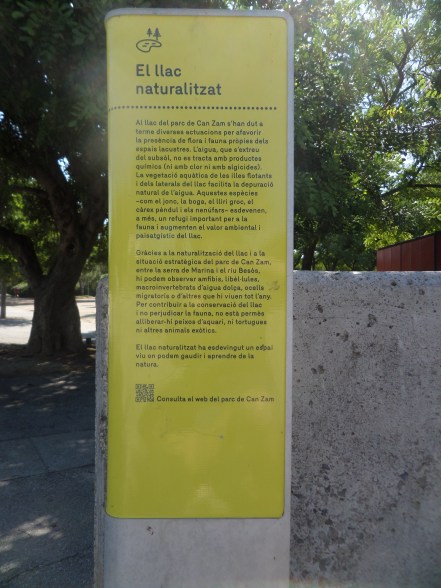 El llac
naturalitzat
Al llac del parc de Can Zam s'han dut a
terme diverses actuacions per afavorir
la presència de flora i fauna pròpies dels
espais lacustres. L'aigua, que s'extreu
del subsòl, no es tracta amb productes
químics (ni amb clor ni amb algicides).
La vegetació aquàtica de les illes flotants
i dels laterals del llac facilita la depuració
natural de l'aigua. Aquestes espècies
–com el jonc, la boga, el lliri groc, el
càrex pèndul i els nenúfars– esdevenen,
a més, un refugi important per a la
fauna i augmenten el valor ambiental i
paisatgístic del llac.
Gràcies a la naturalització del llac i a la
situació estratègica del parc de Can Zam,
entre la serra de Marina i el riu Besòs,
hi podem observar amfibis, libèl·lules,
macroinvertebrats d'aigua dolça, ocells
migratoris o d'altres que hi viuen tot l'any.
Per contribuir a la conservació del llac
i no perjudicar la fauna, no està permès
alliberar-hi peixos d'aquari, ni tortugues
ni altres animals exòtics.
El llac naturalitzat ha esdevingut un espai
viu on podem gaudir i aprendre de la
natura.
Consulta el web del parc de Can Zam